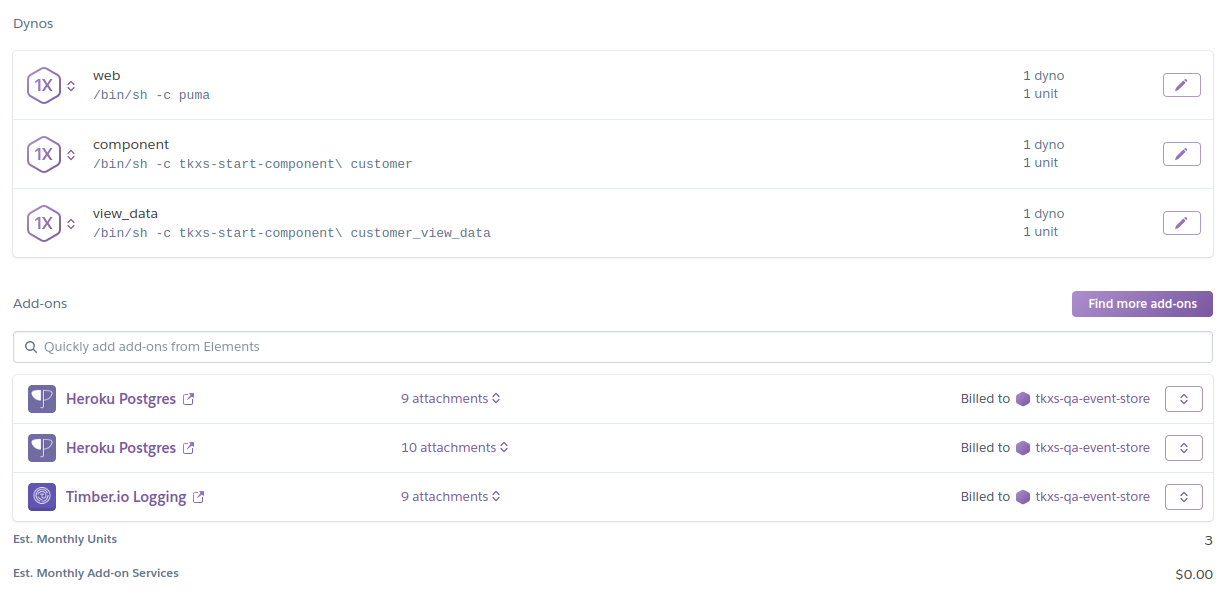 Dynos
1X
web
/bin/sh -c puma
1 dyno
1 unit
1X
component
/bin/sh -c tkxs-start-component\ customer
1 dyno
1 unit
1X
view_data
/bin/sh -c tkxs-start-component\ customer_view_data
1 dyno
1 unit
Add-ons
Find more add-ons
Quickly add add-ons from Elements
Heroku Postgres 9 attachments Billed to tkxs-qa-event-store
Heroku Postgres 10 attachments Billed to tkxs-qa-event-store
Timber.io Logging 9 attachments Billed to tkxs-qa-event-store
Est. Monthly Units 3
Est. Monthly Add-on Services $0.00